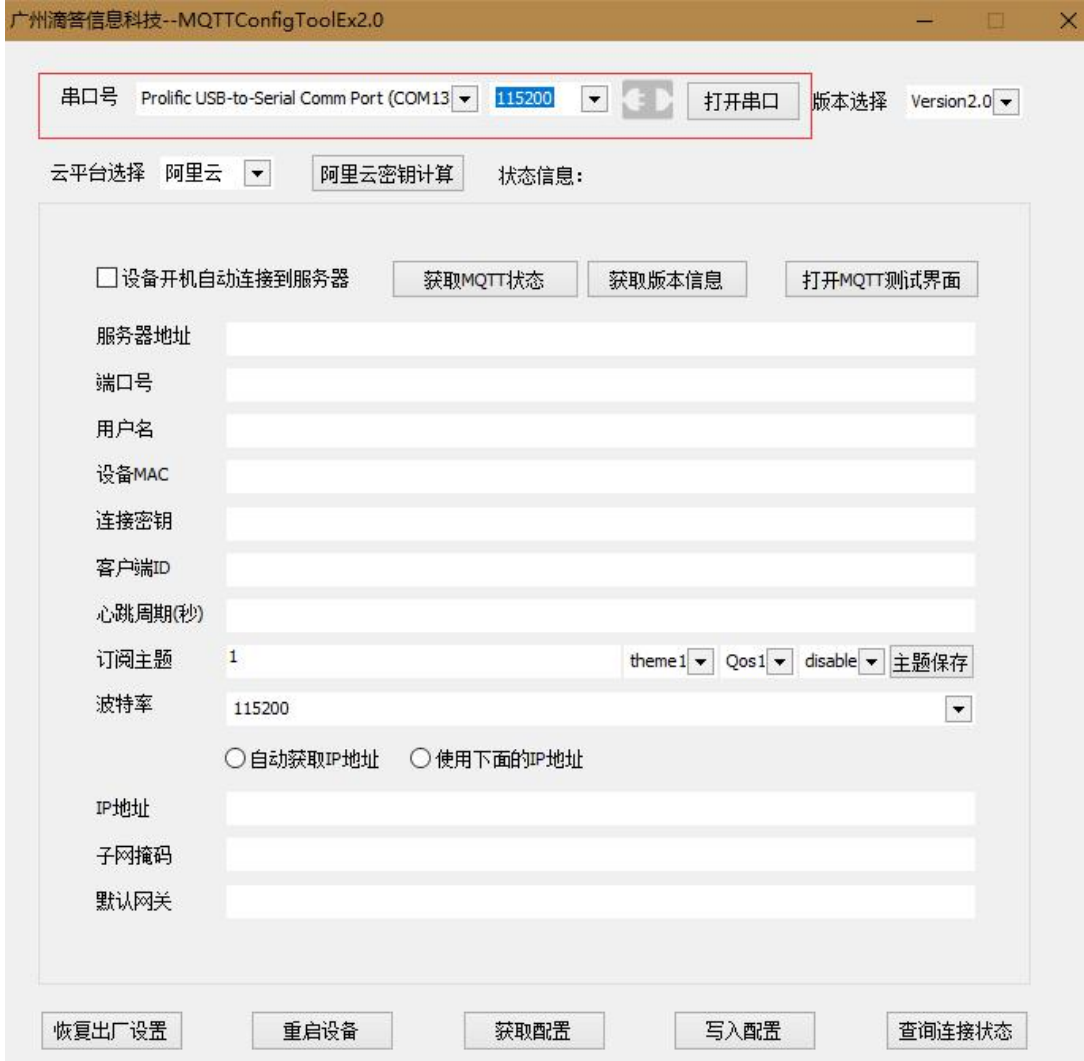 广州滴答信息科技--MQTTConfigToolEx2.0
串口号 Prolific USB-to-Serial Comm Port (COM13 115200 打开串口 版本选择 Version2.0
云平台选择 阿里云 阿里云密钥计算 状态信息:
设备开机自动连接到服务器 获取MQTT状态 获取版本信息 打开MQTT测试界面
服务器地址
端口号
用户名
设备MAC
连接密钥
客户端ID
心跳周期(秒)
订阅主题 1 theme1 Qos1 disable 主题保存
波特率 115200
自动获取IP地址 使用下面的IP地址
IP地址
子网掩码
默认网关
恢复出厂设置 重启设备 获取配置 写入配置 查询连接状态